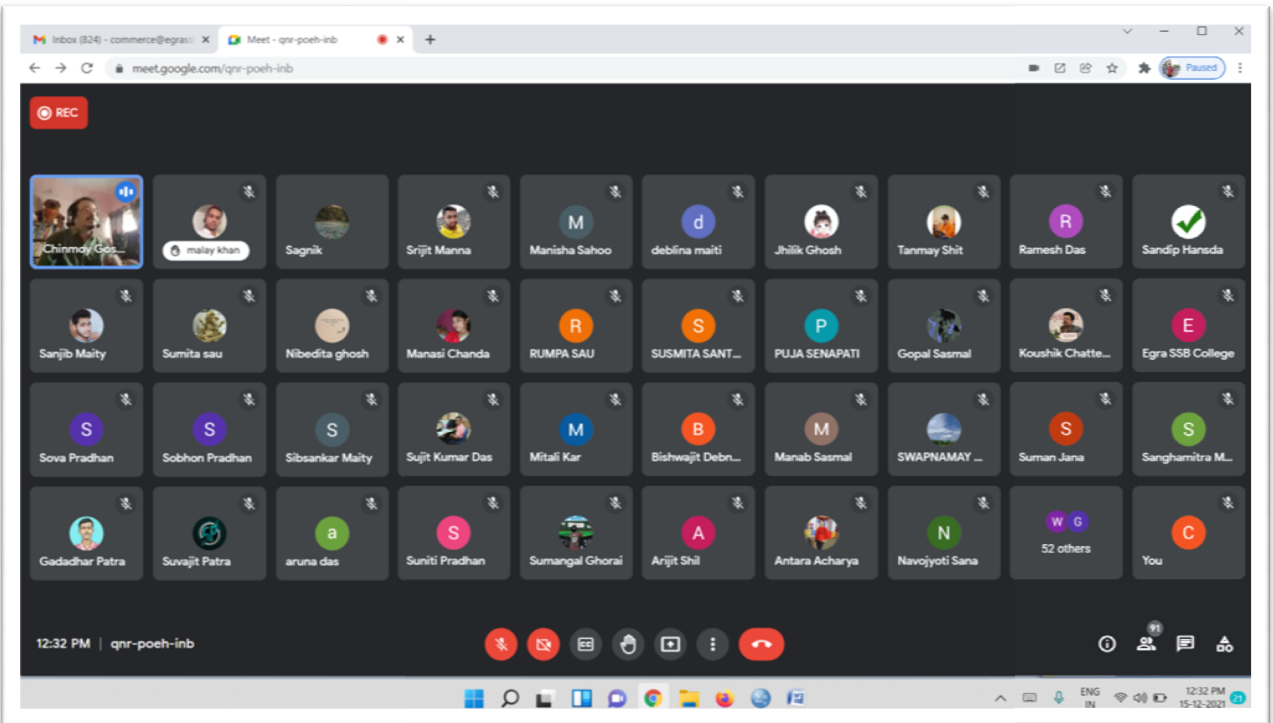 Inbox (824) - commerce@egrass
Meet - qnr-poeh-inb
meet.google.com/qnr-poeh-inb
Paused
REC
Chinmoy Gos...
malay khan
Sagnik
Srijit Manna
M
Manisha Sahoo
d
deblina maiti
Jhilik Ghosh
Tanmay Shit
R
Ramesh Das
Sandip Hansda
Sanjib Maity
Sumita sau
Nibedita ghosh
Manasi Chanda
R
RUMPA SAU
S
SUSMITA SANT...
P
PUJA SENAPATI
Gopal Sasmal
Koushik Chatte...
E
Egra SSB College
S
Sova Pradhan
S
Sobhon Pradhan
S
Sibsankar Maity
Sujit Kumar Das
M
Mitali Kar
B
Bishwajit Debn...
M
Manab Sasmal
SWAPNAMAY ...
S
Suman Jana
S
Sanghamitra M...
Gadadhar Patra
Suvajit Patra
a
aruna das
S
Suniti Pradhan
Sumangal Ghorai
A
Arijit Shil
Antara Acharya
N
Navojyoti Sana
W G
52 others
C
You
12:32 PM | qnr-poeh-inb
CC
91
ENG
IN
12:32 PM
15-12-2021
21